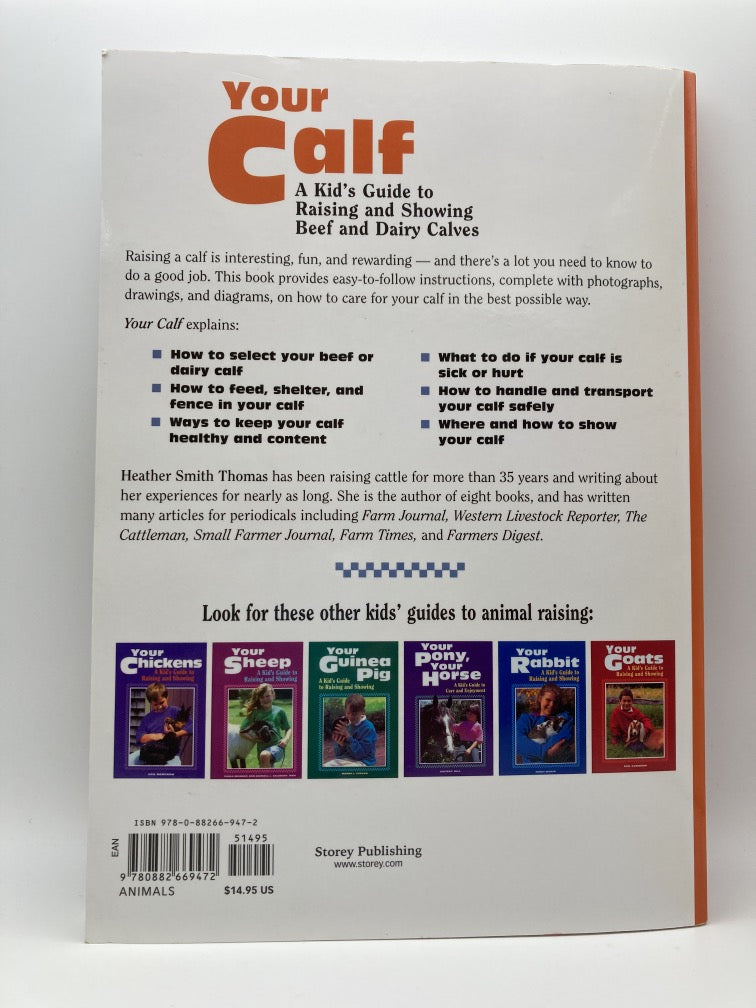 Your
Calf
A Kid's Guide to
Raising and Showing
Beef and Dairy Calves
Raising a calf is interesting, fun, and rewarding — and there's a lot you need to know to
do a good job. This book provides easy-to-follow instructions, complete with photographs,
drawings, and diagrams, on how to care for your calf in the best possible way.
Your Calf explains:
How to select your beef or
dairy calf
How to feed, shelter, and
fence in your calf
Ways to keep your calf
healthy and content
What to do if your calf is
sick or hurt
How to handle and transport
your calf safely
Where and how to show
your calf
Heather Smith Thomas has been raising cattle for more than 35 years and writing about
her experiences for nearly as long. She is the author of eight books, and has written
many articles for periodicals including Farm Journal, Western Livestock Reporter, The
Cattleman, Small Farmer Journal, Farm Times, and Farmers Digest.
Look for these other kids' guides to animal raising:
Your
Chickens
A Kid's Guide to
Raising and Showing
Your
Sheep
A Kid's Guide to
Raising and Showing
Your
Guinea
Pig
A Kid's Guide
to Raising and Showing
Your
Pony,
Your
Horse
A Kid's Guide to
Care and Enjoyment
Your
Rabbit
A Kid's Guide to
Raising and Showing
Your
Goats
A Kid's Guide to
Raising and Showing
ISBN 978-0-88266-947-2
51495
EAN
9 780882 669472
ANIMALS
$14.95 US
Storey Publishing
www.storey.com